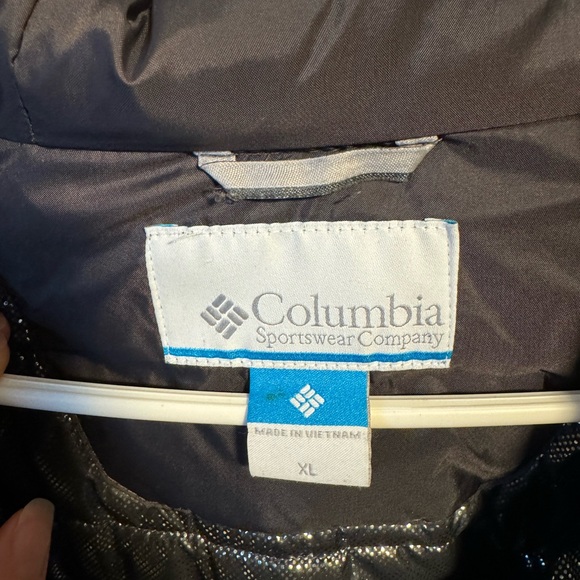 Columbia
Sportswear Company
MADE IN VIETNAM
XL